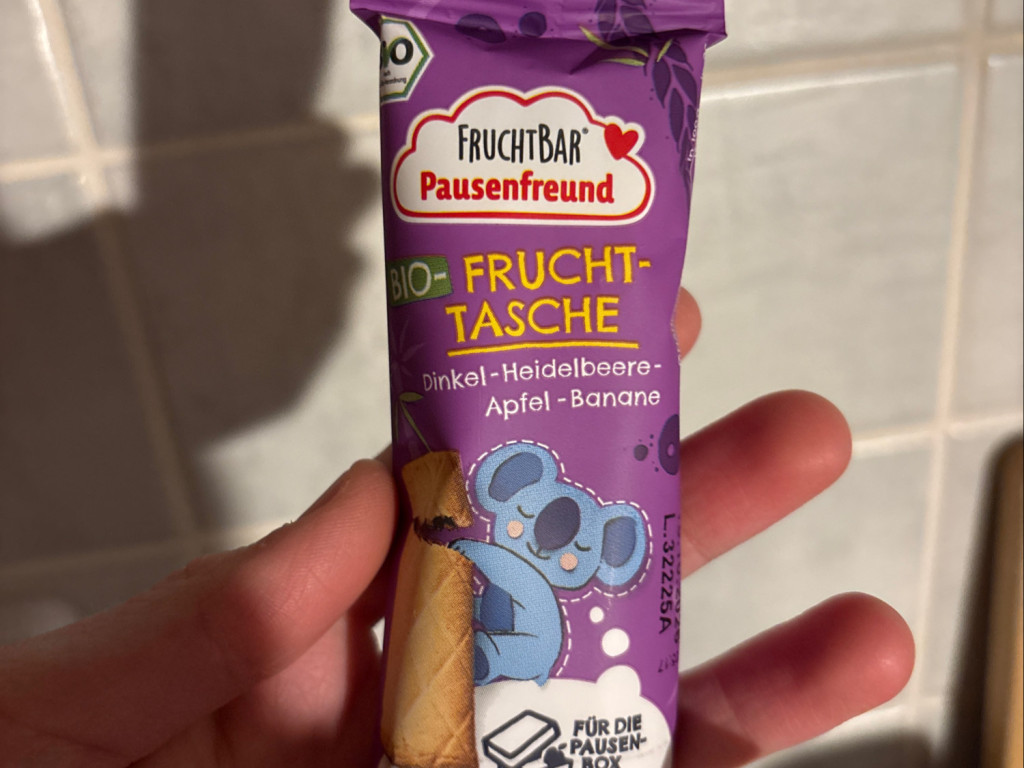 FRUCHTBAR®
Pausenfreund
BIO-FRUCHT-
TASCHE
Dinkel-Heidelbeere-
Apfel-Banane
L.32225A
FÜR DIE
PAUSEN-
BOX